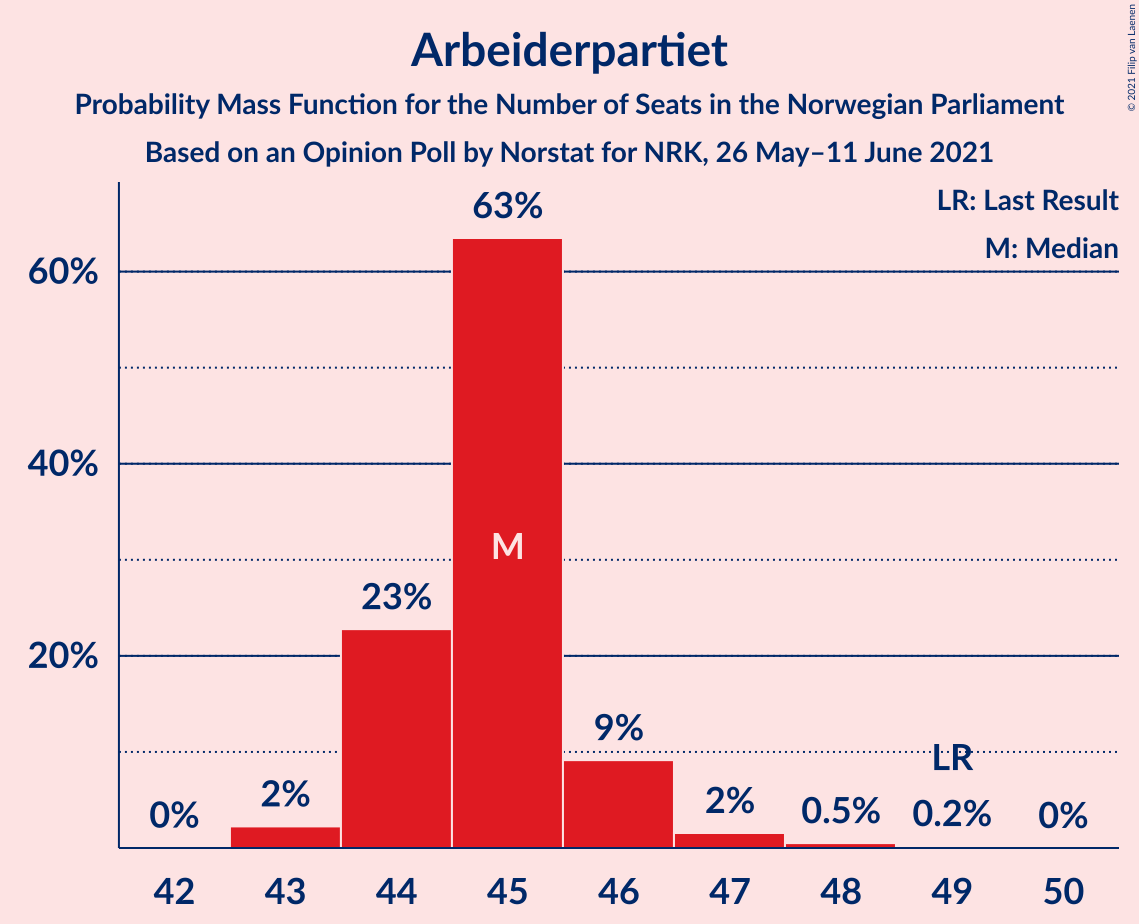 Arbeiderpartiet
Probability Mass Function for the Number of Seats in the Norwegian Parliament
Based on an Opinion Poll by Norstat for NRK, 26 May–11 June 2021
© 2021 Filip van Laenen
LR: Last Result
M: Median
60%
40%
20%
0%
2%
23%
63%
M
9%
2%
0.5%
LR
0.2%
0%
42 43 44 45 46 47 48 49 50